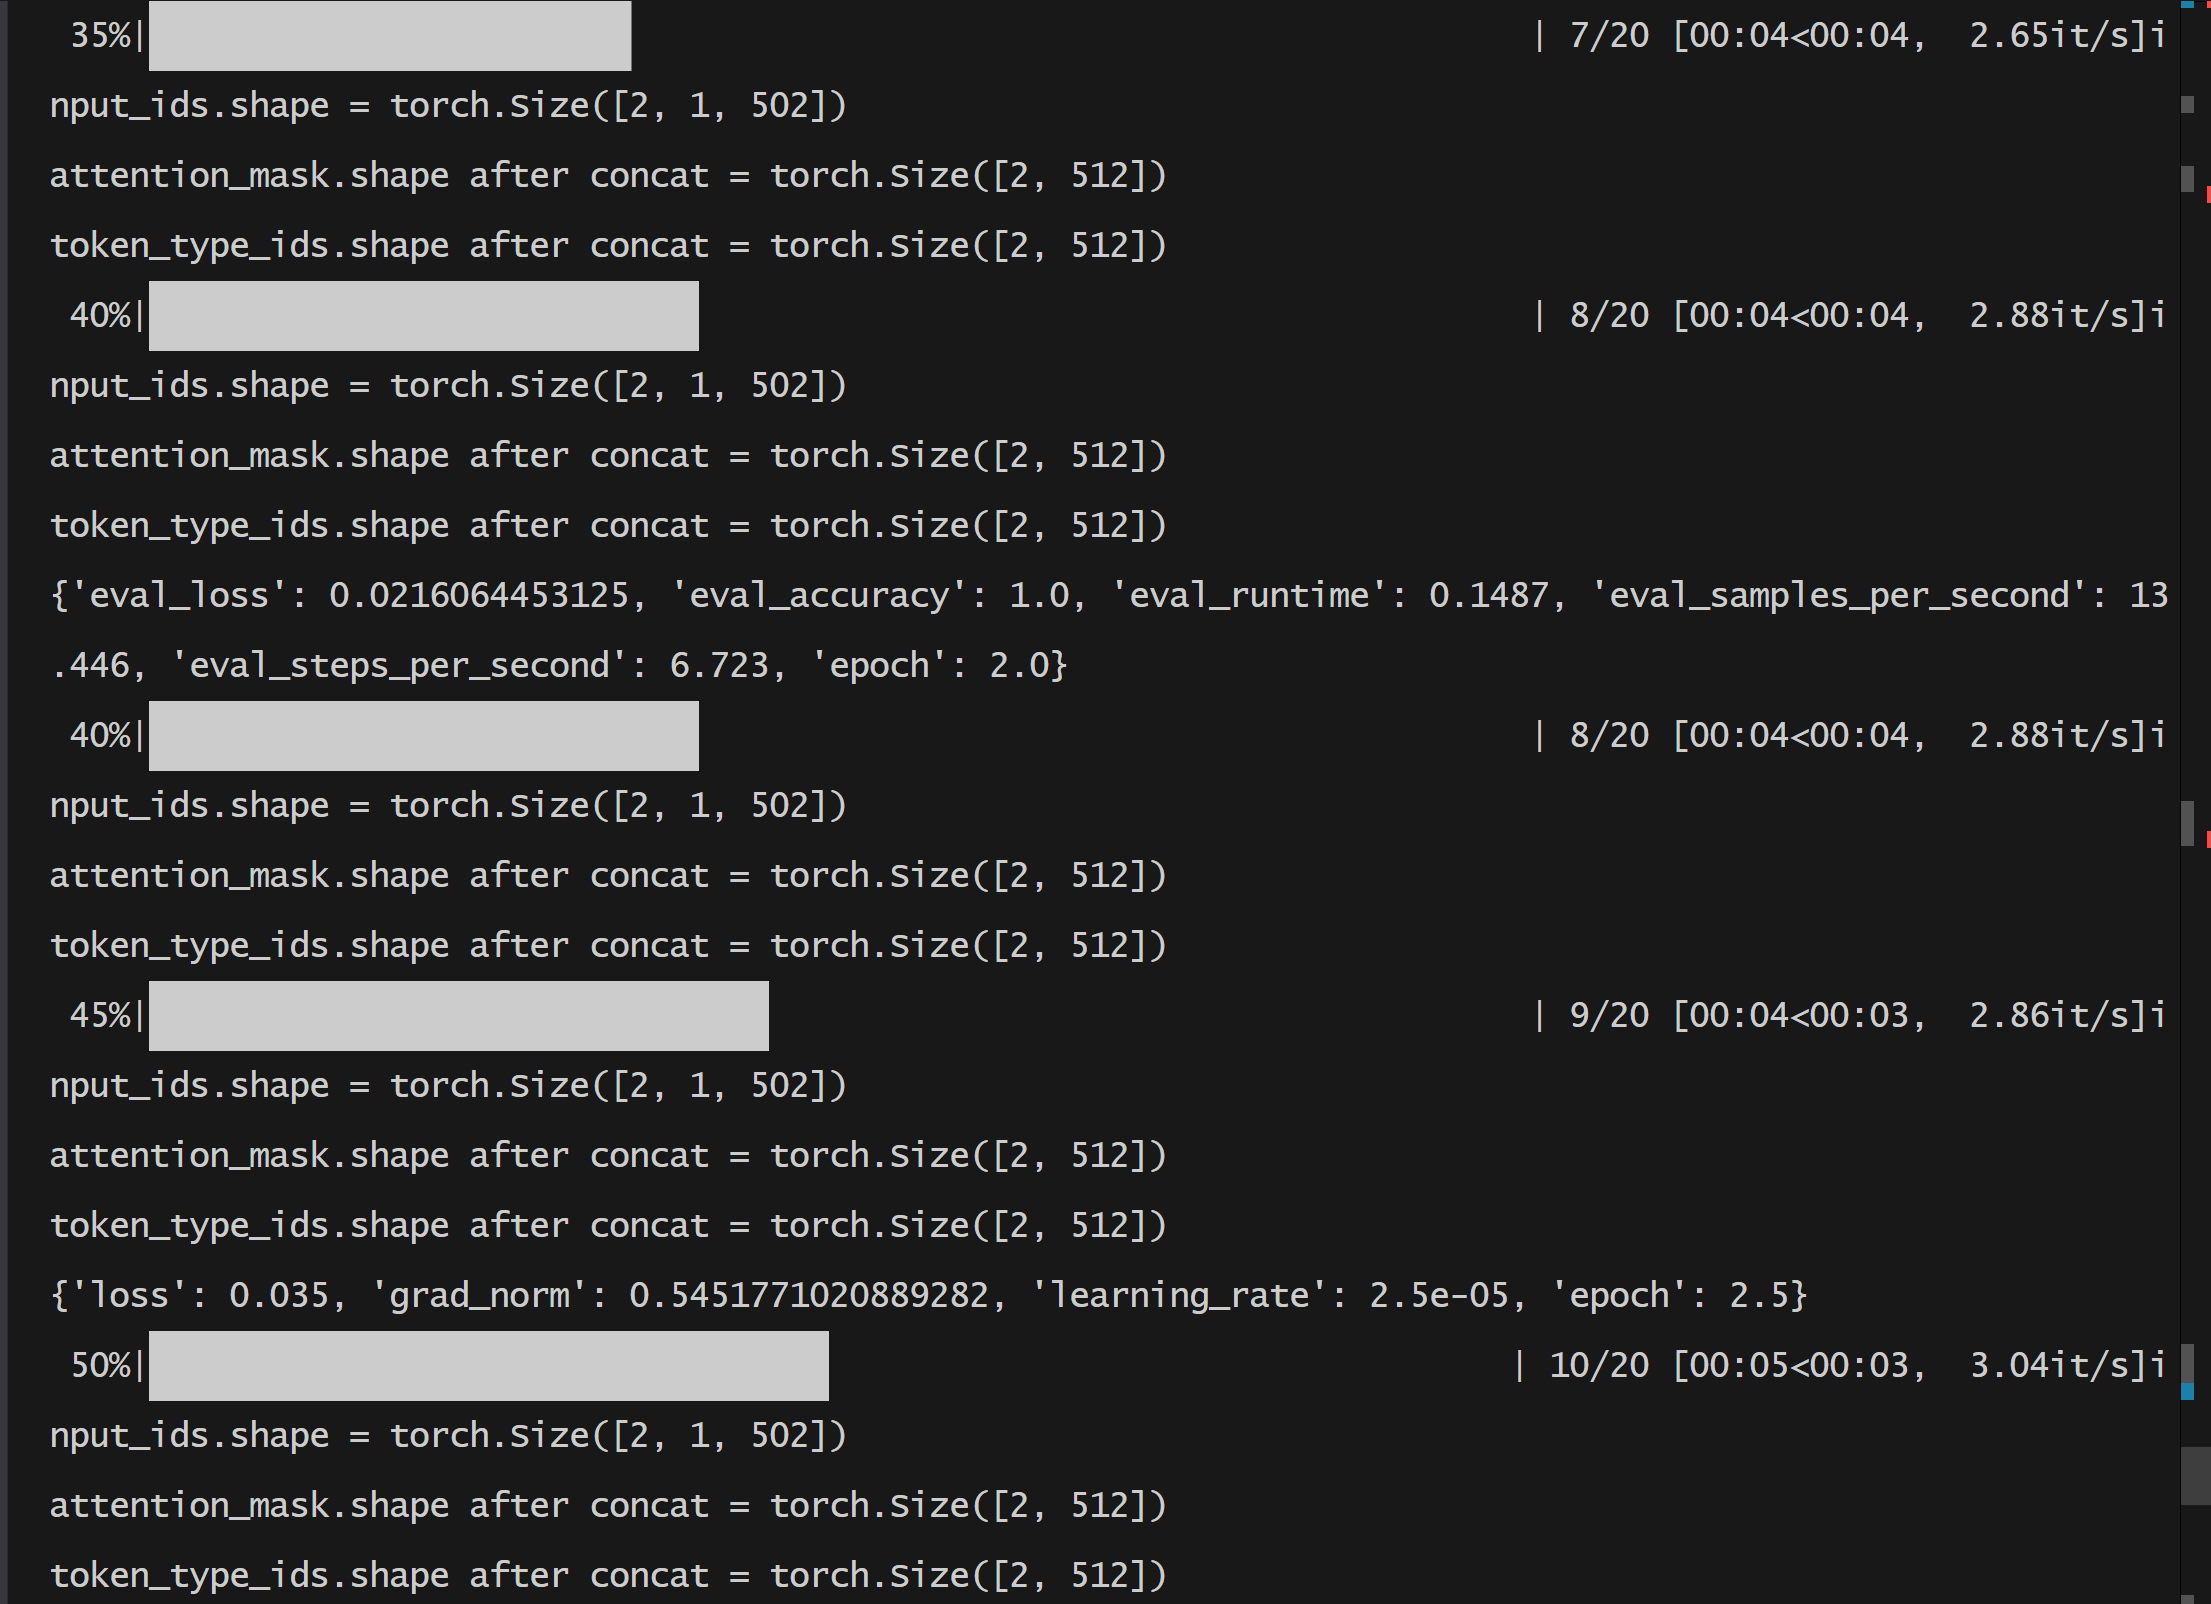 35%| | 7/20 [00:04<00:04, 2.65it/s]i
nput_ids.shape = torch.Size([2, 1, 502])
attention_mask.shape after concat = torch.Size([2, 512])
token_type_ids.shape after concat = torch.Size([2, 512])
40%| | 8/20 [00:04<00:04, 2.88it/s]i
nput_ids.shape = torch.Size([2, 1, 502])
attention_mask.shape after concat = torch.Size([2, 512])
token_type_ids.shape after concat = torch.Size([2, 512])
{'eval_loss': 0.0216064453125, 'eval_accuracy': 1.0, 'eval_runtime': 0.1487, 'eval_samples_per_second': 13
.446, 'eval_steps_per_second': 6.723, 'epoch': 2.0}
40%| | 8/20 [00:04<00:04, 2.88it/s]i
nput_ids.shape = torch.Size([2, 1, 502])
attention_mask.shape after concat = torch.Size([2, 512])
token_type_ids.shape after concat = torch.Size([2, 512])
45%| | 9/20 [00:04<00:03, 2.86it/s]i
nput_ids.shape = torch.Size([2, 1, 502])
attention_mask.shape after concat = torch.Size([2, 512])
token_type_ids.shape after concat = torch.Size([2, 512])
{'loss': 0.035, 'grad_norm': 0.5451771020889282, 'learning_rate': 2.5e-05, 'epoch': 2.5}
50%| | 10/20 [00:05<00:03, 3.04it/s]i
nput_ids.shape = torch.Size([2, 1, 502])
attention_mask.shape after concat = torch.Size([2, 512])
token_type_ids.shape after concat = torch.Size([2, 512])